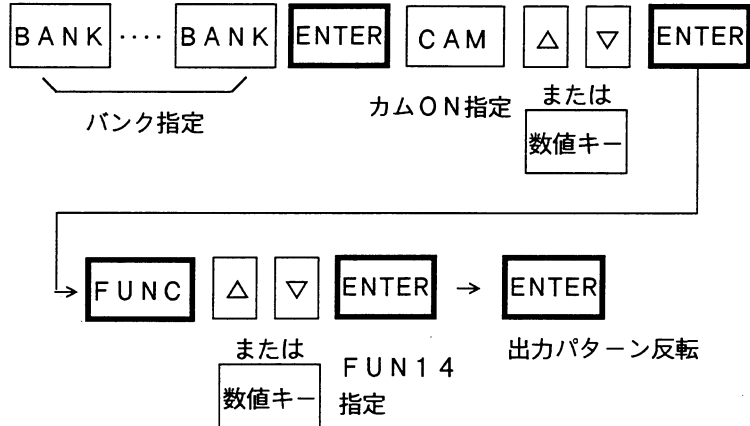 BANK ···· BANK ENTER CAM △ ▽ ENTER
バンク指定
カムON指定
または
数値キー
→ FUNC △ ▽ ENTER → ENTER
または
数値キー
FUN14
指定
出力パターン反転